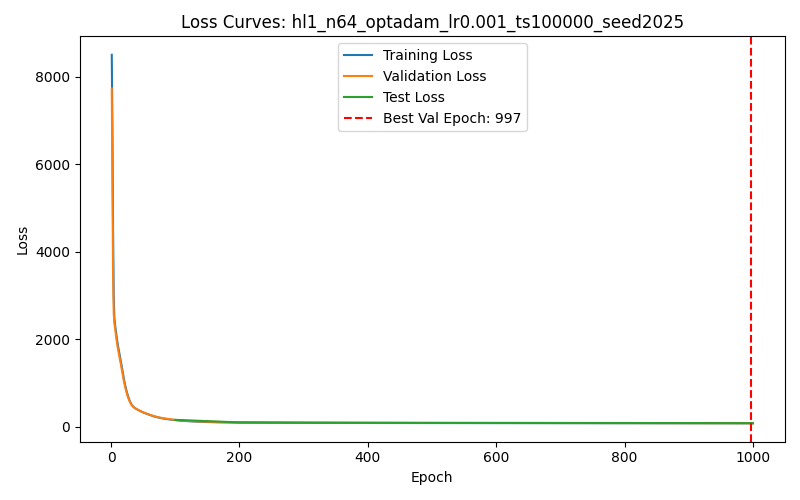 Loss Curves: hl1_n64_optadam_lr0.001_ts100000_seed2025
Training Loss
Validation Loss
Test Loss
Best Val Epoch: 997
Loss
8000
6000
4000
2000
0
0 200 400 600 800 1000
Epoch